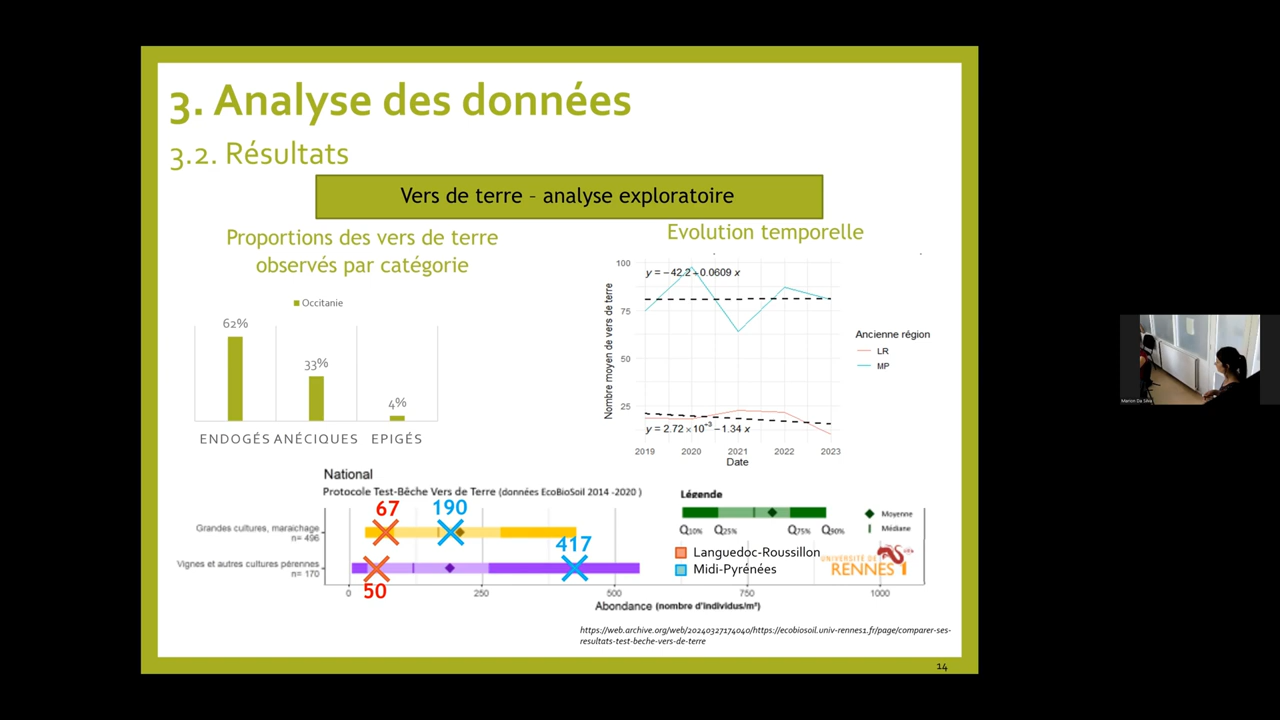 3. Analyse des données
3.2. Résultats
Vers de terre - analyse exploratoire
Proportions des vers de terre
observés par catégorie
Occitanie
62%
33%
4%
ENDOGÉS ANÉCIQUES EPIGÉS
Evolution temporelle
100
75
50
25
y = −42.2+0.0609 x
y = 2.72 × 10⁻³ −1.34 x
Nombre moyen de vers de terre
2019 2020 2021 2022 2023
Date
Ancienne région
LR
MP
National
Protocole Test-Bêche Vers de Terre (données EcoBioSoil 2014 -2020 )
67 190
Grandes cultures, maraichage
n= 496
417
Vignes et autres cultures pérennes
n= 170
50
0 250 500 750 1000
Abondance (nombre d'individus/m²)
Légende
Q10% Q25% Q75% Q90%
Moyenne
Médiane
Languedoc-Roussillon
Midi-Pyrénées
UNIVERSITÉ DE
RENNES 1
https://web.archive.org/web/20240327174040/https://ecobiosoil.univ-rennes1.fr/page/comparer-ses-
resultats-test-beche-vers-de-terre
14
Marion Da Silva